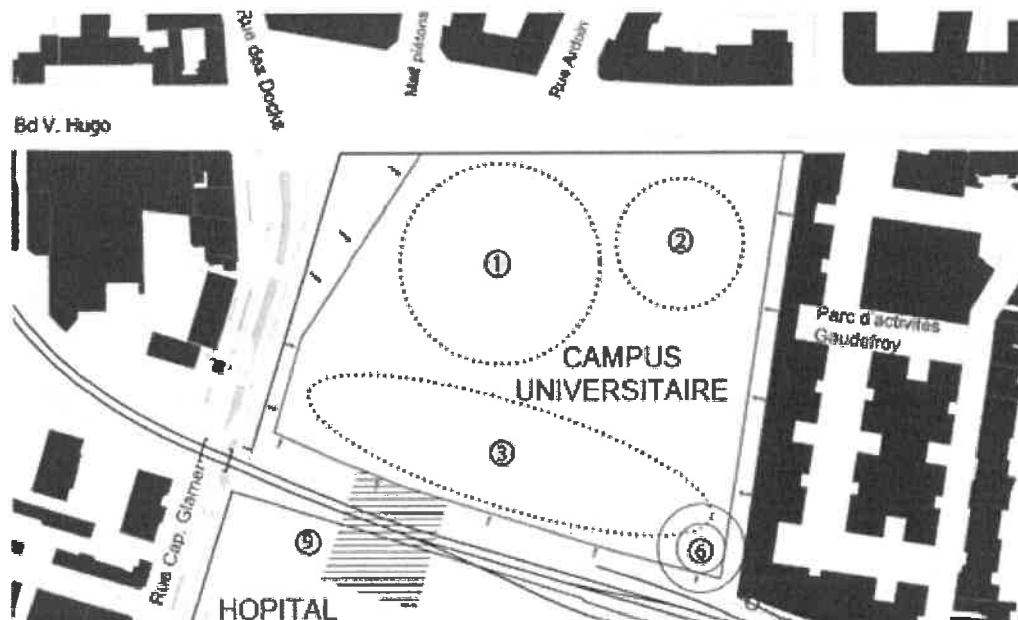 Rue des Docks
Mail piétons
Rue Ardoin
Bd V. Hugo
①
②
Parc d'activités
Gaudefroy
CAMPUS
UNIVERSITAIRE
③
Rue Cap. Glarner
⑨
⑥
HOPITAL